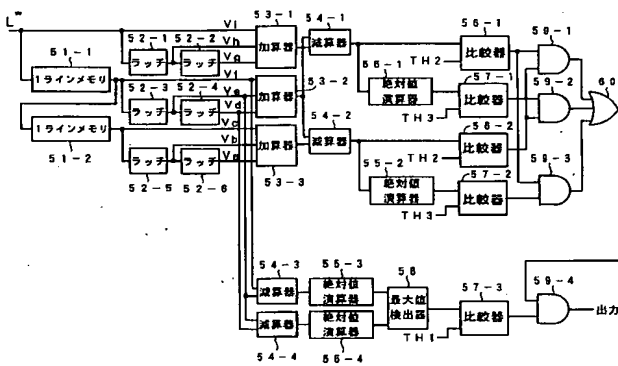 L*
51-1
1ラインメモリ
1ラインメモリ
51-2
52-1
52-2
ラッチ
ラッチ
52-3
52-4
ラッチ
ラッチ
ラッチ
ラッチ
52-5
52-6
Vi
Vh
Vg
Vf
Ve
Vd
Vc
Vb
Va
53-1
加算器
加算器
53-2
加算器
53-3
54-1
減算器
54-2
減算器
TH2
55-1
絶対値
演算器
TH3
TH2
55-2
絶対値
演算器
TH3
56-1
比較器
57-1
比較器
56-2
比較器
57-2
比較器
59-1
59-2
59-3
60
54-3
減算器
減算器
54-4
55-3
絶対値
演算器
絶対値
演算器
55-4
58
最大値
検出器
57-3
比較器
TH1
59-4
出力